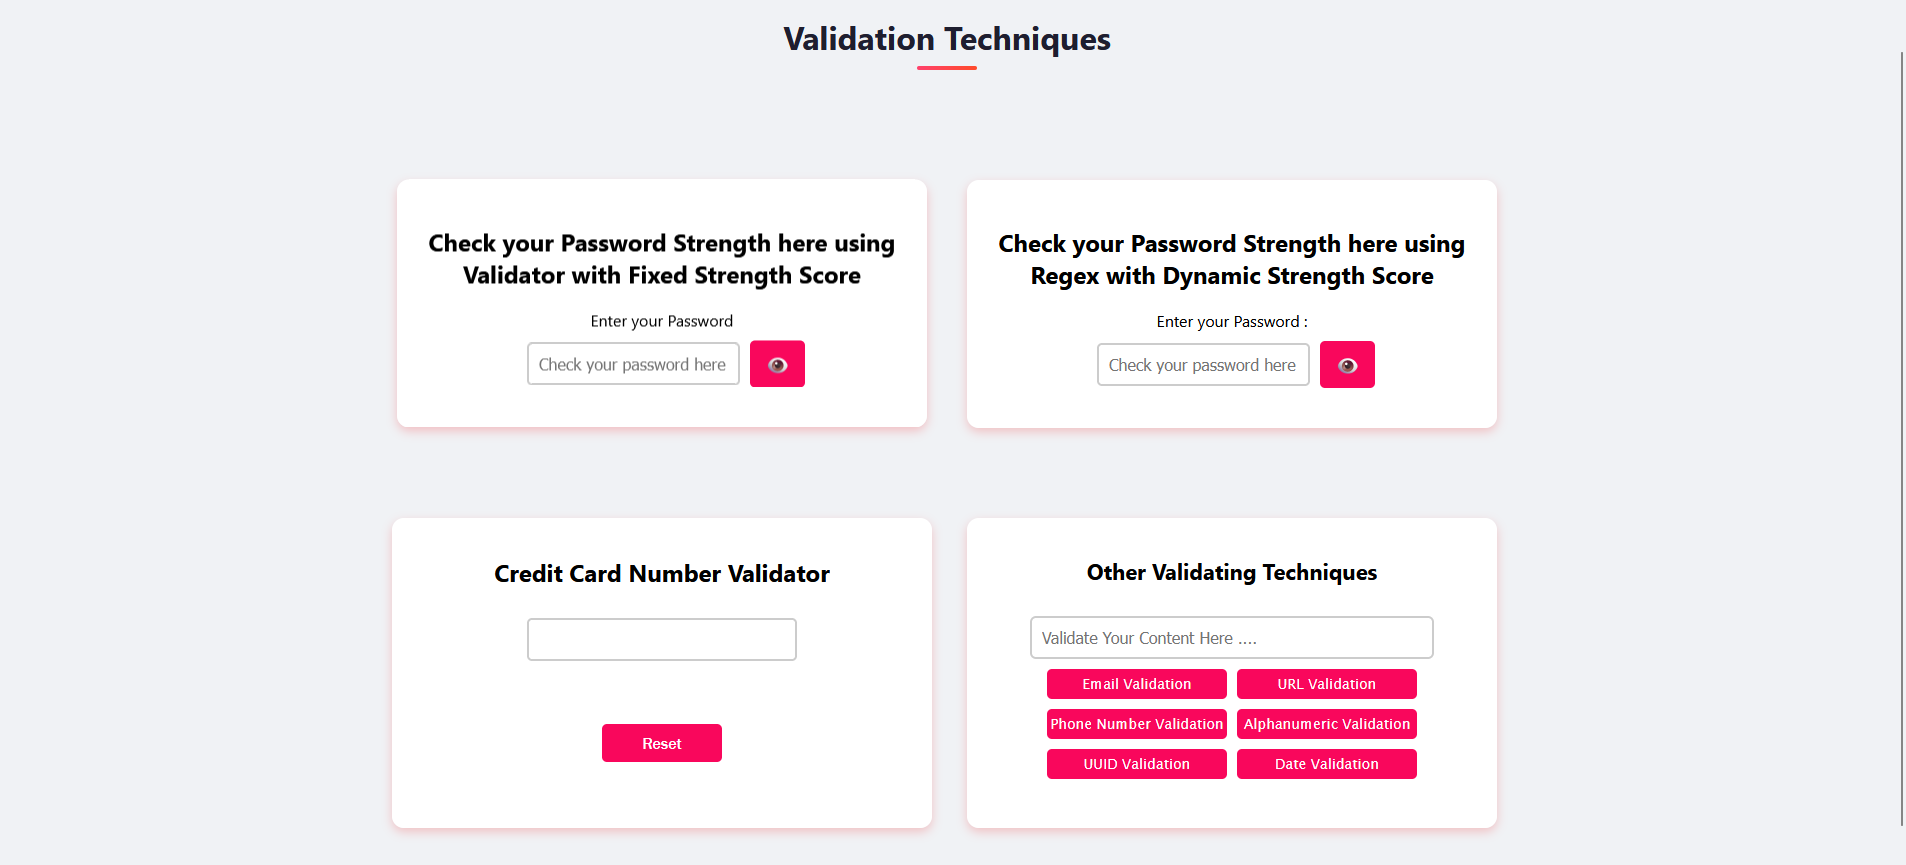 Validation Techniques
Check your Password Strength here using
Validator with Fixed Strength Score
Enter your Password
Check your password here
Check your Password Strength here using
Regex with Dynamic Strength Score
Enter your Password :
Check your password here
Credit Card Number Validator
Reset
Other Validating Techniques
Validate Your Content Here ....
Email Validation
URL Validation
Phone Number Validation
Alphanumeric Validation
UUID Validation
Date Validation